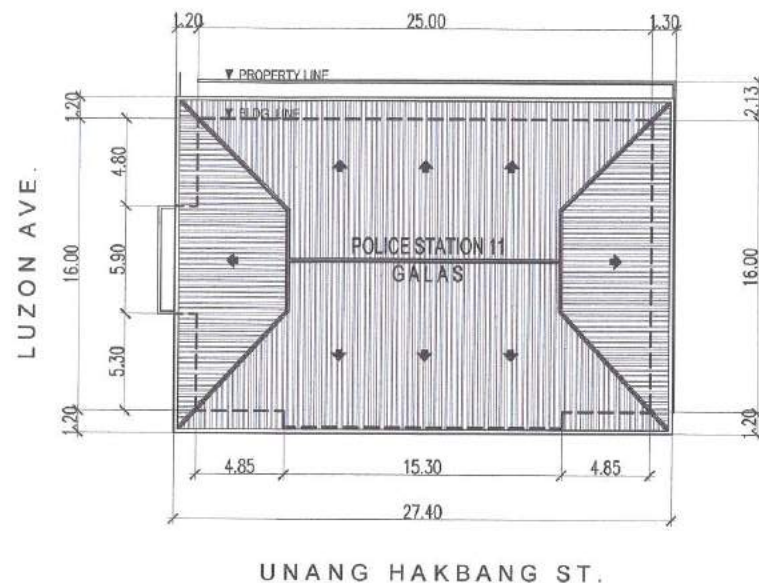 1.20
25.00
1.30
PROPERTY LINE
BLDG. LINE
1.20
4.80
16.00
5.90
5.30
1.20
2.13
16.00
1.20
LUZON AVE.
POLICE STATION 11
GALAS
4.85
15.30
4.85
27.40
UNANG HAKBANG ST.